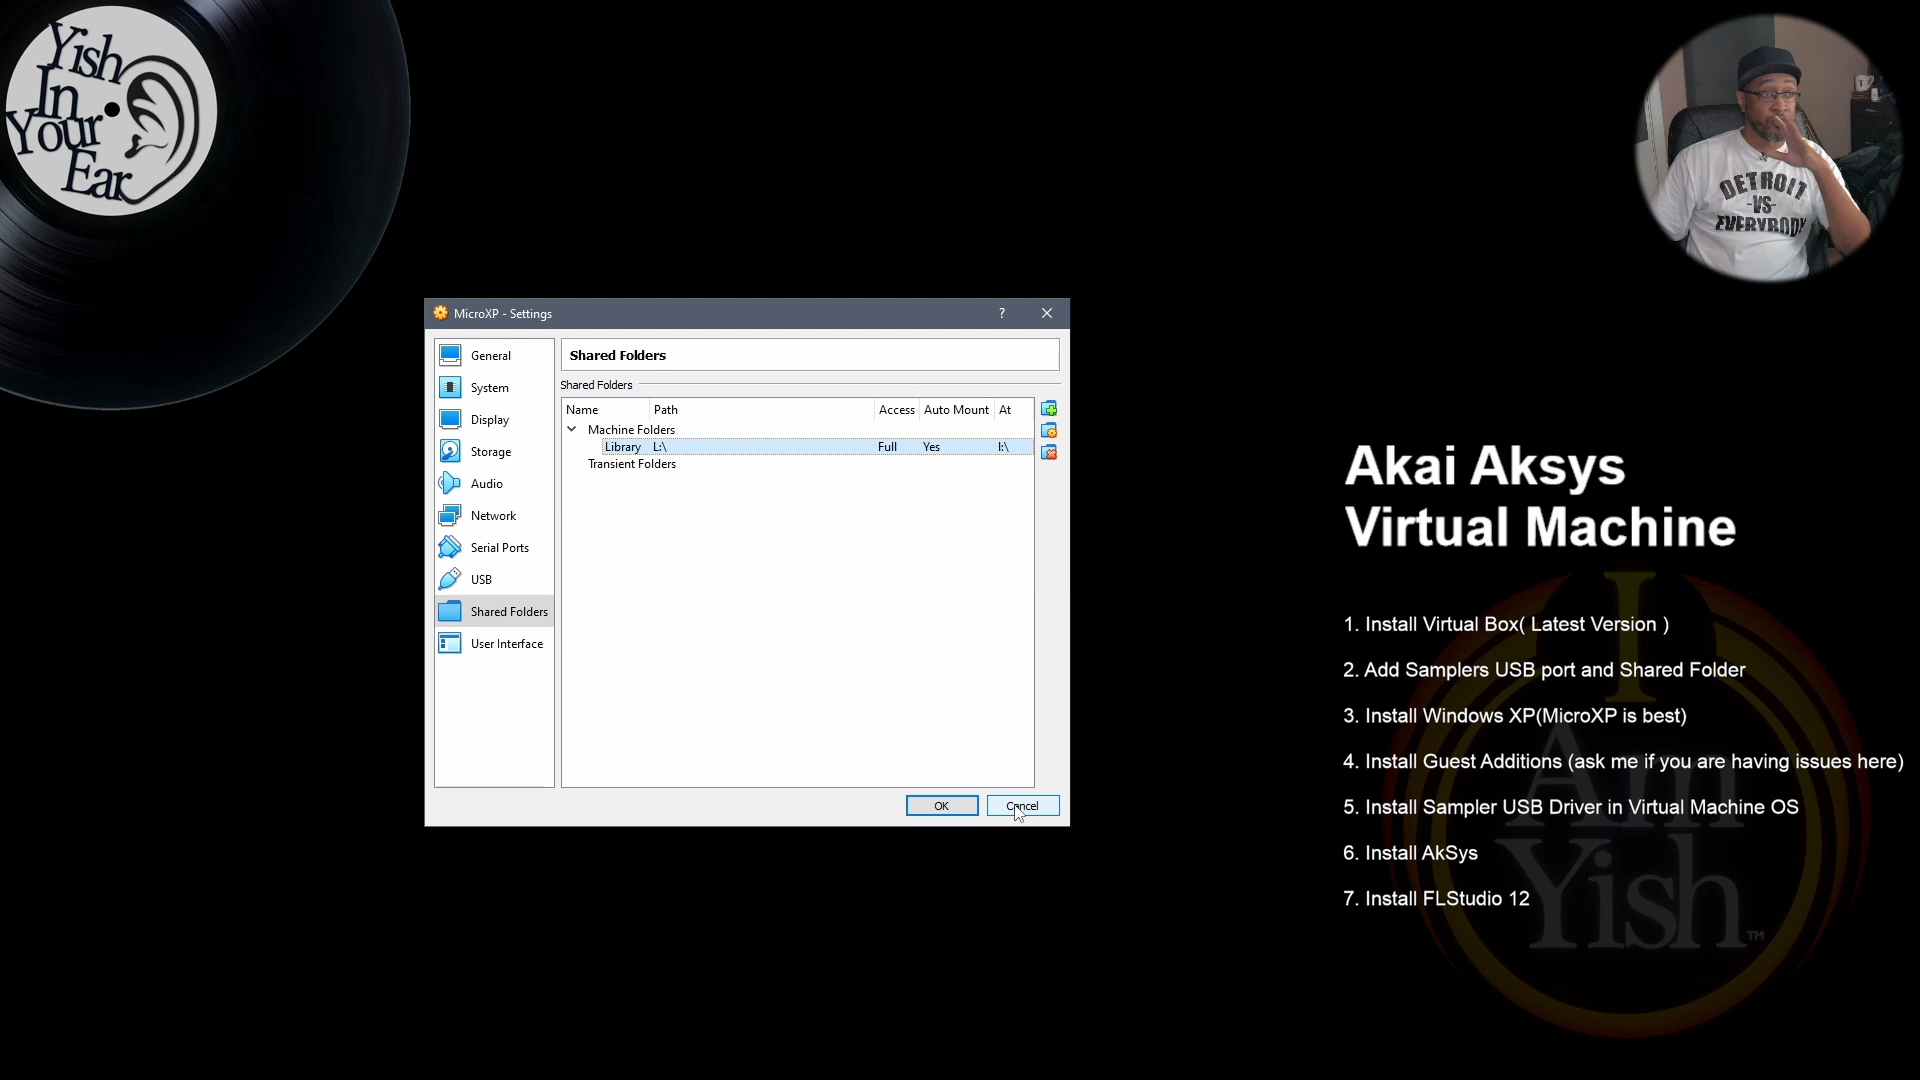 Yish
In
Your
Ear
DETROIT
-VS-
EVERYBODY
MicroXP - Settings
?
General
System
Display
Storage
Audio
Network
Serial Ports
USB
Shared Folders
User Interface
Shared Folders
Shared Folders
Name Path Access Auto Mount At
Machine Folders
Library L:\ Full Yes I:\
Transient Folders
OK Cancel
Akai Aksys
Virtual Machine
1. Install Virtual Box( Latest Version )
2. Add Samplers USB port and Shared Folder
3. Install Windows XP(MicroXP is best)
4. Install Guest Additions (ask me if you are having issues here)
5. Install Sampler USB Driver in Virtual Machine OS
6. Install AkSys
7. Install FLStudio 12
I
Am
Yish™